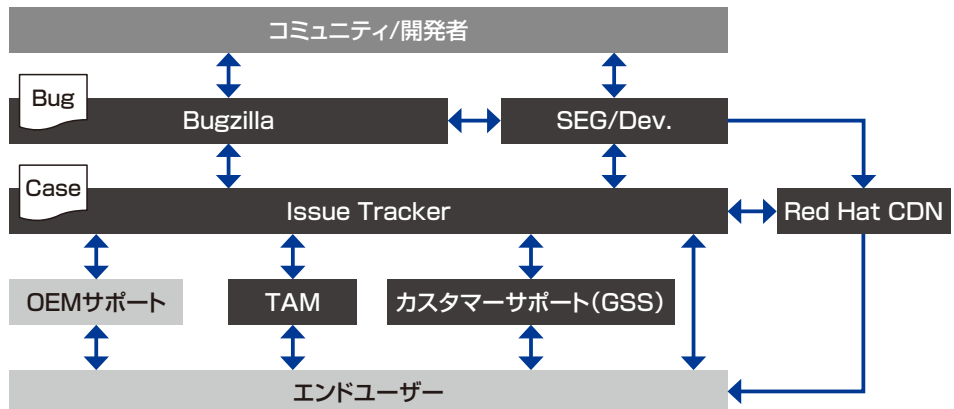 コミュニティ/開発者
Bug
Bugzilla
SEG/Dev.
Case
Issue Tracker
Red Hat CDN
OEMサポート
TAM
カスタマーサポート(GSS)
エンドユーザー